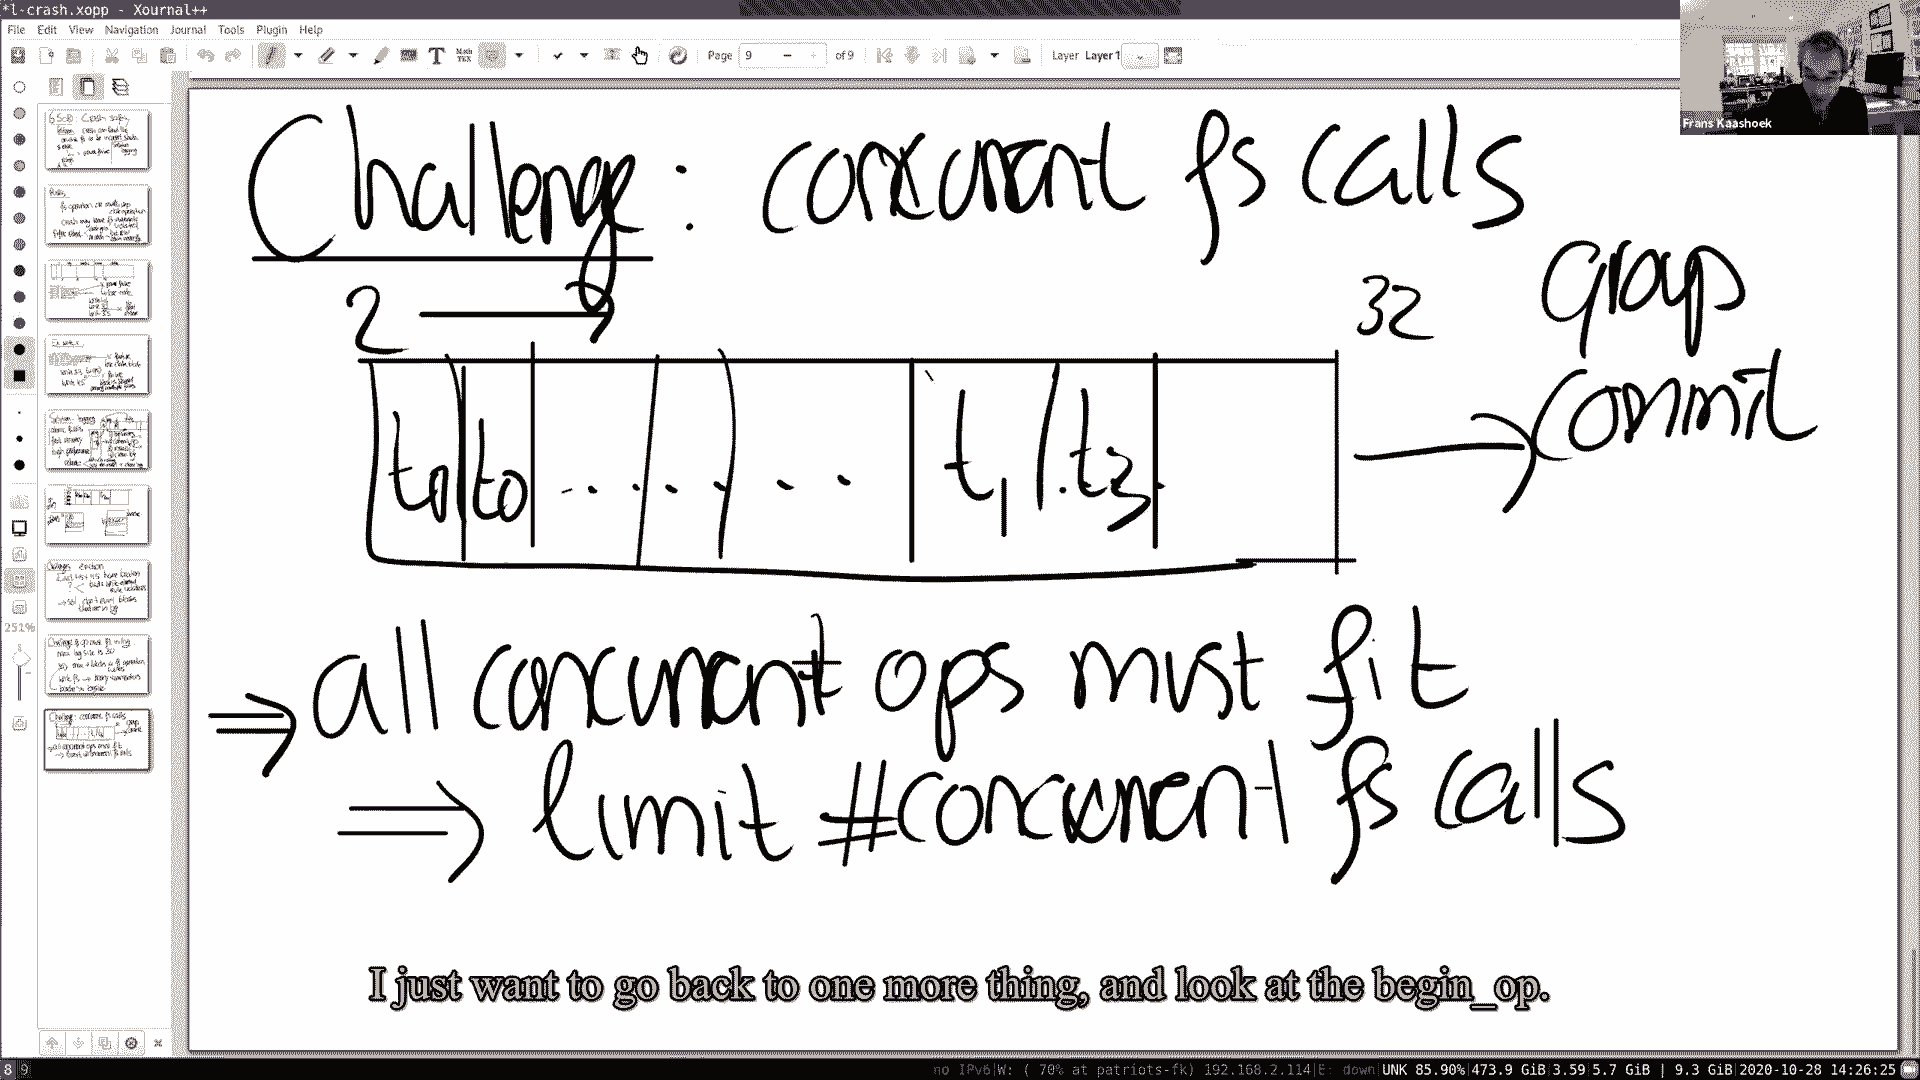 *l-crash.xopp - Xournal++
File Edit View Navigation Journal Tools Plugin Help
Page 9 of 9 Layer Layer 1
Frans Kaashoek
Challenge: concurrent fs calls
2 32 group
commit
t0 t0 ..... . . t1 .t3 .
⇒ all concurrent ops must fit
⇒ limit #concurrent fs calls
251%
I just want to go back to one more thing, and look at the begin_op.
8 9 no IPv6|W: ( 70% at patriots-fk) 192.168.2.114|E: down|UNK 85.90%|473.9 GiB|3.59|5.7 GiB | 9.3 GiB|2020-10-28 14:26:25